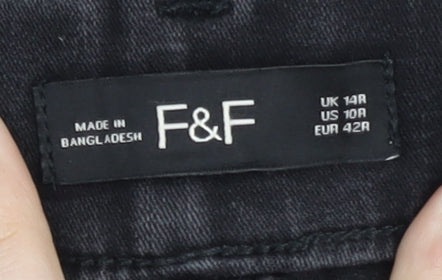 MADE IN
BANGLADESH
F&F
UK 14R
US 10R
EUR 42R